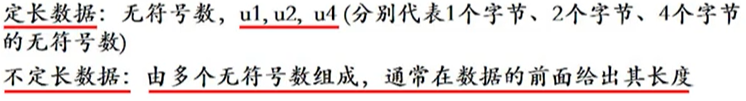 定长数据：无符号数，u1, u2, u4 (分别代表1个字节、2个字节、4个字节
的无符号数)
不定长数据：由多个无符号数组成，通常在数据的前面给出其长度